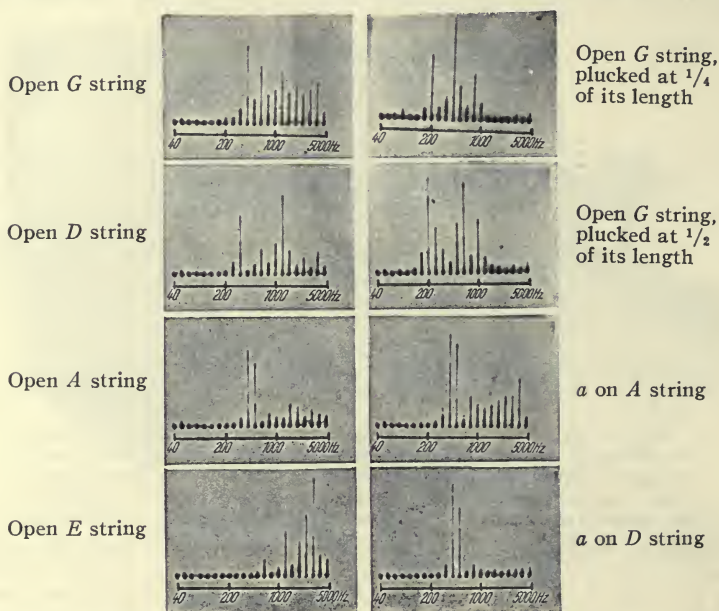 Open G string
40 200 1000 5000Hz
40 200 1000 5000Hz
Open G string,
plucked at 1/4
of its length
Open D string
40 200 1000 5000Hz
40 200 1000 5000Hz
Open G string,
plucked at 1/2
of its length
Open A string
40 200 1000 5000Hz
40 200 1000 5000Hz
a on A string
Open E string
40 200 1000 5000Hz
40 200 1000 5000Hz
a on D string